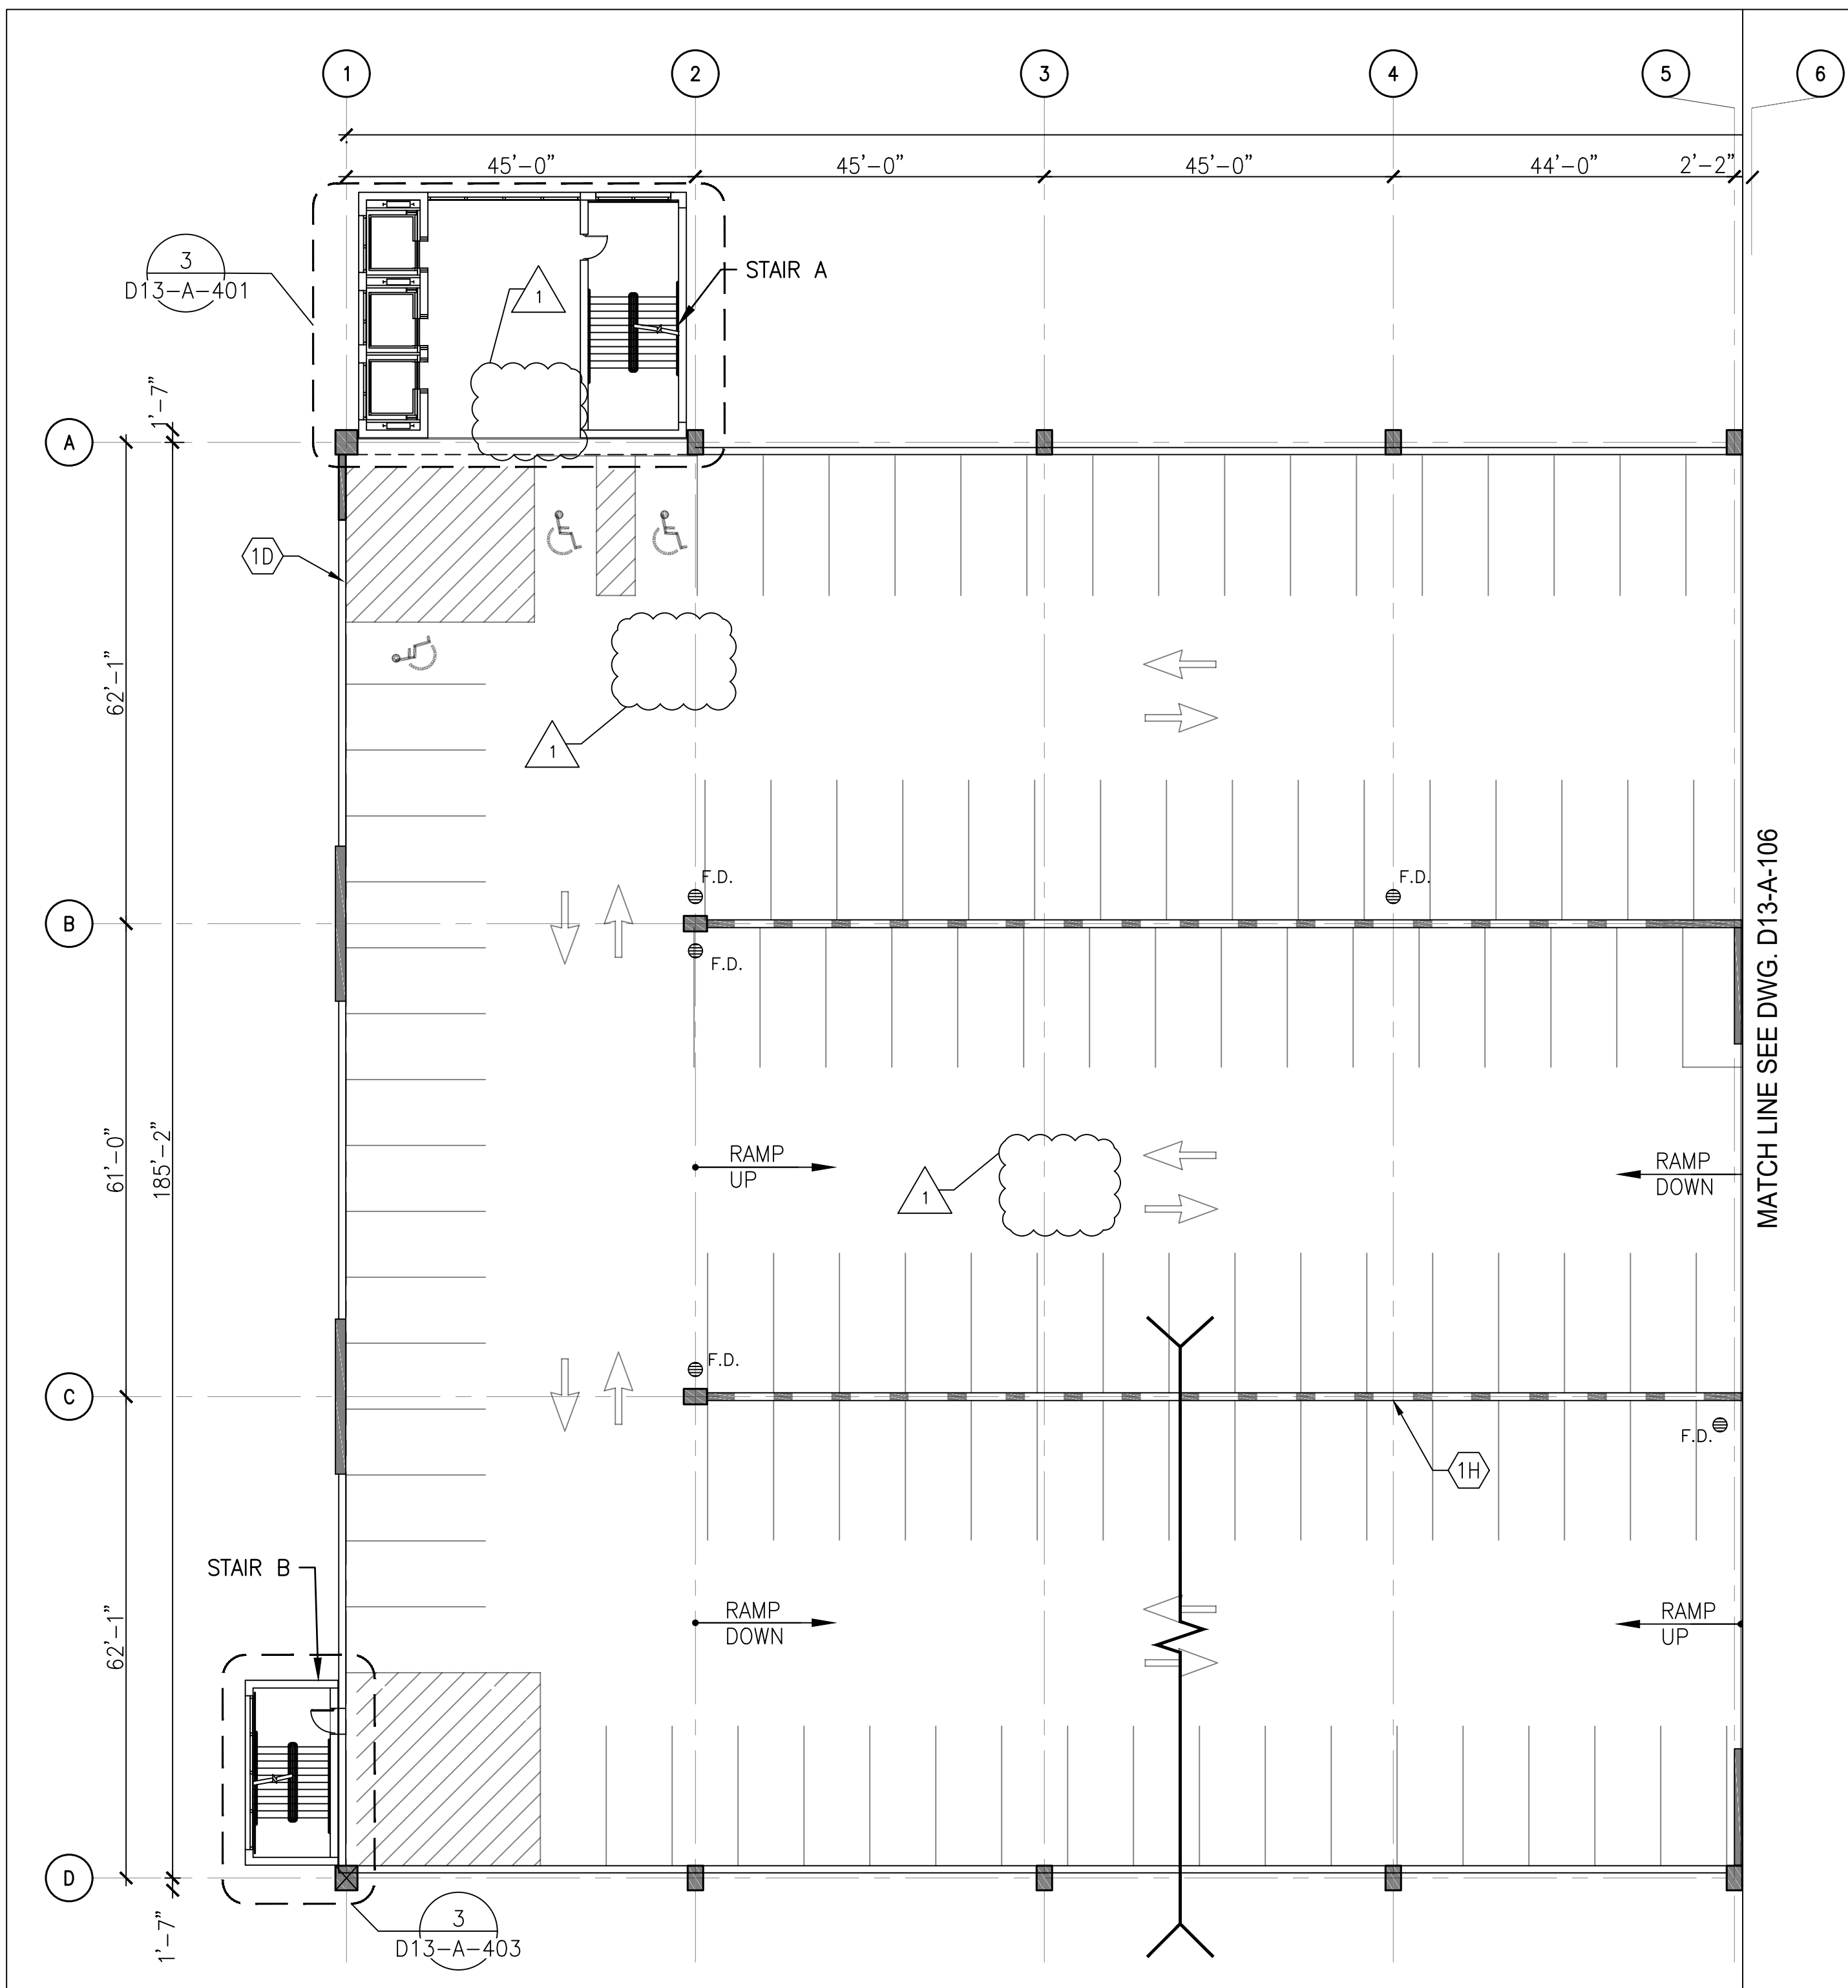 1
2
3
4
5
6
45'-0"
45'-0"
45'-0"
44'-0"
2'-2"
3
D13-A-401
STAIR A
1
1'-7"
A
1D
62'-1"
1
F.D.
F.D.
B
F.D.
MATCH LINE SEE DWG. D13-A-106
61'-0"
185'-2"
RAMP
UP
1
RAMP
DOWN
F.D.
C
F.D.
1H
STAIR B
62'-1"
RAMP
DOWN
RAMP
UP
D
1'-7"
3
D13-A-403